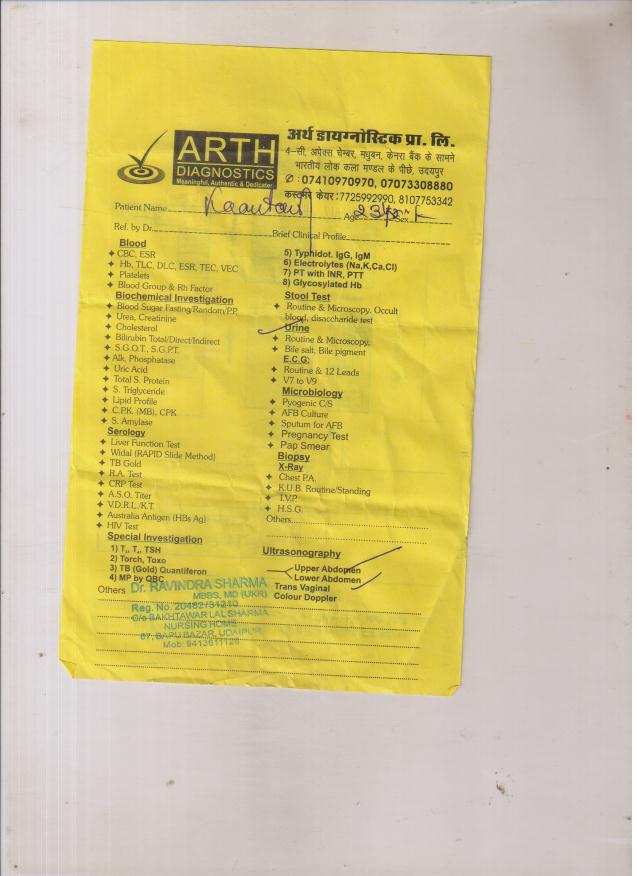 ARTH
DIAGNOSTICS
Meaningful, Authentic & Dedicated
अर्थ डायग्नोस्टिक प्रा. लि.
4-सी, अपेक्स चेम्बर, मधुबन, केनरा बैंक के सामने
भारतीय लोक कला मण्डल के पीछे, उदयपुर
✆ : 07410970970, 07073308880
कस्टमर केयर : 7725992990, 8107753342
Patient Name
Age 23 Sex F
Ref. by Dr. Brief Clinical Profile
Blood
✦ CBC, ESR
✦ Hb, TLC, DLC, ESR, TEC, VEC
✦ Platelets
✦ Blood Group & Rh Factor
Biochemical Investigation
✦ Blood Sugar Fasting/Random/P.P.
✦ Urea, Creatinine
✦ Cholesterol
✦ Bilirubin Total/Direct/Indirect
✦ S.G.O.T., S.G.P.T.
✦ Alk, Phosphatase
✦ Uric Acid
✦ Total S. Protein
✦ S. Triglyceride
✦ Lipid Profile
✦ C.P.K. (MB), CPK
✦ S. Amylase
Serology
✦ Liver Function Test
✦ Widal (RAPID Slide Method)
✦ TB Gold
✦ R.A. Test
✦ CRP Test
✦ A.S.O. Titer
✦ V.D.R.L./K.T.
✦ Australia Antigen (HBs Ag)
✦ HIV Test
Special Investigation
1) T₃, T₄, TSH
2) Torch, Toxo
3) TB (Gold) Quantiferon
4) MP by QBC
Others
5) Typhidot. IgG, IgM
6) Electrolytes (Na,K,Ca,Cl)
7) PT with INR, PTT
8) Glycosylated Hb
Stool Test
✦ Routine & Microscopy. Occult
blood, disaccharide test
Urine
✦ Routine & Microscopy.
✦ Bile salt, Bile pigment
E.C.G.
✦ Routine & 12 Leads
✦ V7 to V9
Microbiology
✦ Pyogenic C/S
✦ AFB Culture
✦ Sputum for AFB
✦ Pregnancy Test
✦ Pap Smear
Biopsy
X-Ray
✦ Chest P.A.
✦ K.U.B. Routine/Standing
✦ I.V.P.
✦ H.S.G.
Others
Ultrasonography
Upper Abdomen
Lower Abdomen
Trans Vaginal
Colour Doppler
Dr. RAVINDRA SHARMA
MBBS, MD (UKR)
Reg. No. 20482/31210
C/o BAKHTAWAR LAL SHARMA
NURSING HOME
67, BAPU BAZAR, UDAIPUR
Mob. 9413611128